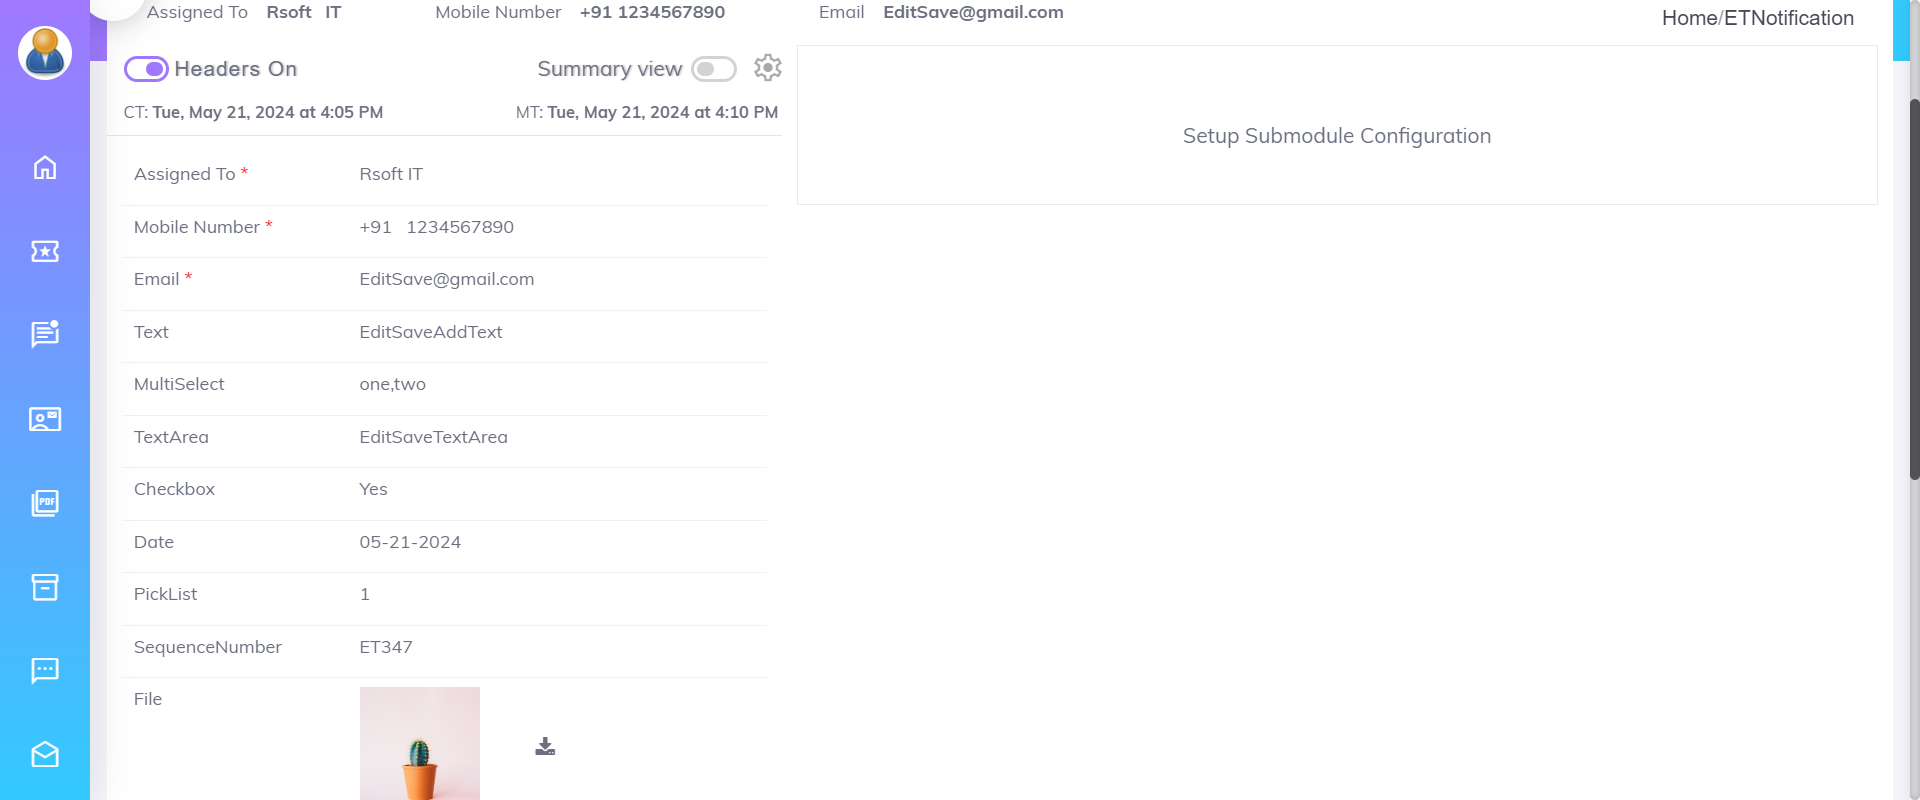 Assigned To Rsoft IT Mobile Number +91 1234567890 Email EditSave@gmail.com
Home/ETNotification
Headers On Summary view
CT: Tue, May 21, 2024 at 4:05 PM MT: Tue, May 21, 2024 at 4:10 PM
Setup Submodule Configuration
Assigned To * Rsoft IT
Mobile Number * +91 1234567890
Email * EditSave@gmail.com
Text EditSaveAddText
MultiSelect one,two
TextArea EditSaveTextArea
Checkbox Yes
Date 05-21-2024
PickList 1
SequenceNumber ET347
File
PDF